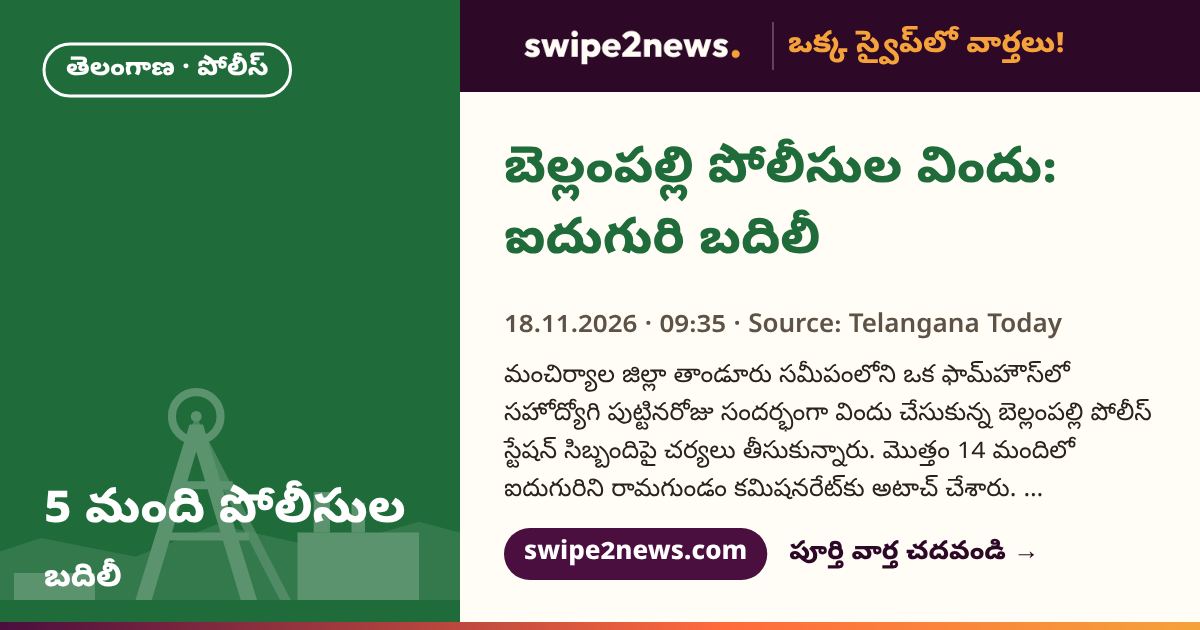 తెలంగాణ · పోలీస్
5 మంది పోలీసుల
బదిలీ
swipe2news.
ఒక్క స్వైప్‌లో వార్తలు!
బెల్లంపల్లి పోలీసుల విందు:
ఐదుగురి బదిలీ
18.11.2026 · 09:35 · Source: Telangana Today
మంచిర్యాల జిల్లా తాండూరు సమీపంలోని ఒక ఫామ్‌హౌస్‌లో
సహోద్యోగి పుట్టినరోజు సందర్భంగా విందు చేసుకున్న బెల్లంపల్లి పోలీస్
స్టేషన్ సిబ్బందిపై చర్యలు తీసుకున్నారు. మొత్తం 14 మందిలో
ఐదుగురిని రామగుండం కమిషనరేట్‌కు అటాచ్ చేశారు. ...
swipe2news.com
పూర్తి వార్త చదవండి →